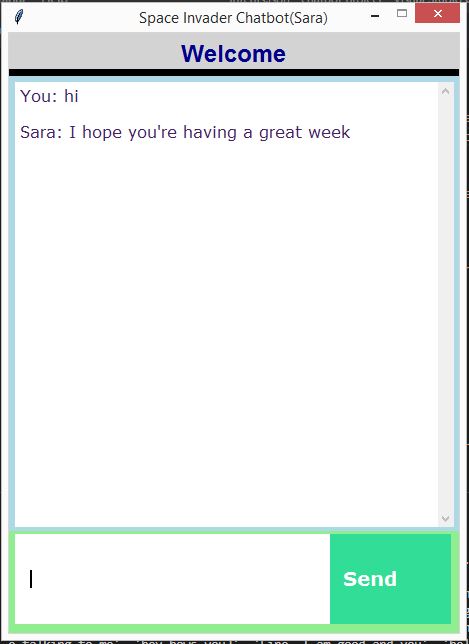 Space Invader Chatbot(Sara)
Welcome
You: hi
Sara: I hope you're having a great week
Send